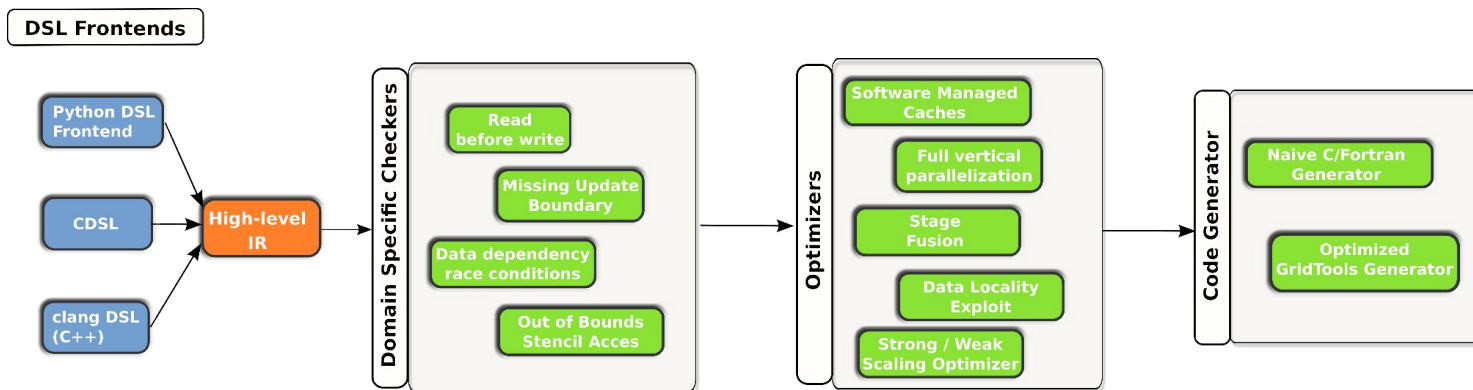 DSL Frontends
Python DSL
Frontend
CDSL
clang DSL
(C++)
High-level
IR
Domain Specific Checkers
Read
before write
Missing Update
Boundary
Data dependency
race conditions
Out of Bounds
Stencil Acces
Optimizers
Software Managed
Caches
Full vertical
parallelization
Stage
Fusion
Data Locality
Exploit
Strong / Weak
Scaling Optimizer
Code Generator
Naive C/Fortran
Generator
Optimized
GridTools Generator